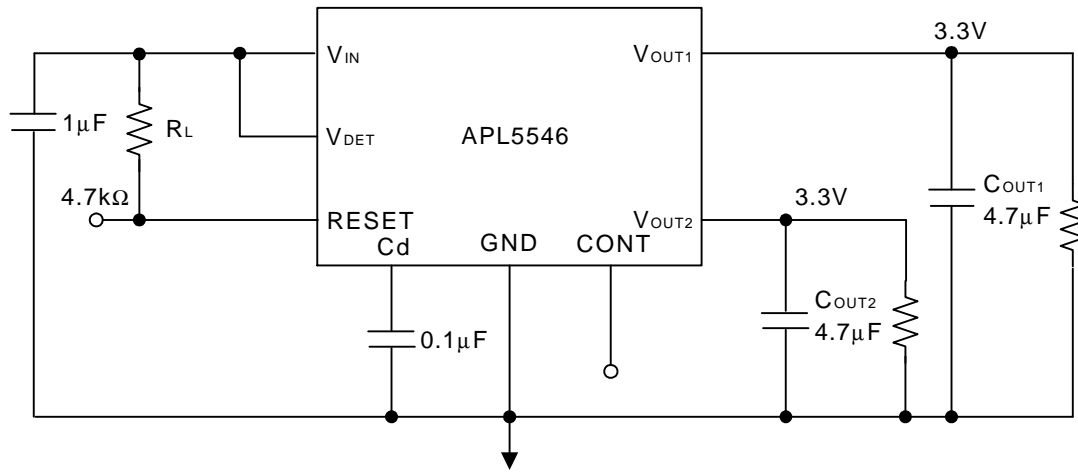 3.3V
VIN
VOUT1
1μF
RL
VDET
APL5546
4.7kΩ
3.3V
COUT1
4.7μF
RESET
VOUT2
Cd
GND
CONT
COUT2
4.7μF
0.1μF